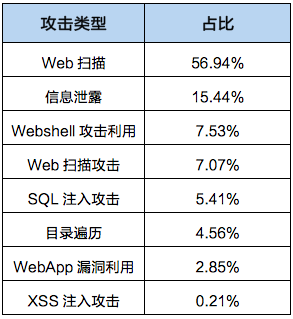 攻击类型 占比
Web 扫描 56.94%
信息泄露 15.44%
Webshell 攻击利用 7.53%
Web 扫描攻击 7.07%
SQL 注入攻击 5.41%
目录遍历 4.56%
WebApp 漏洞利用 2.85%
XSS 注入攻击 0.21%